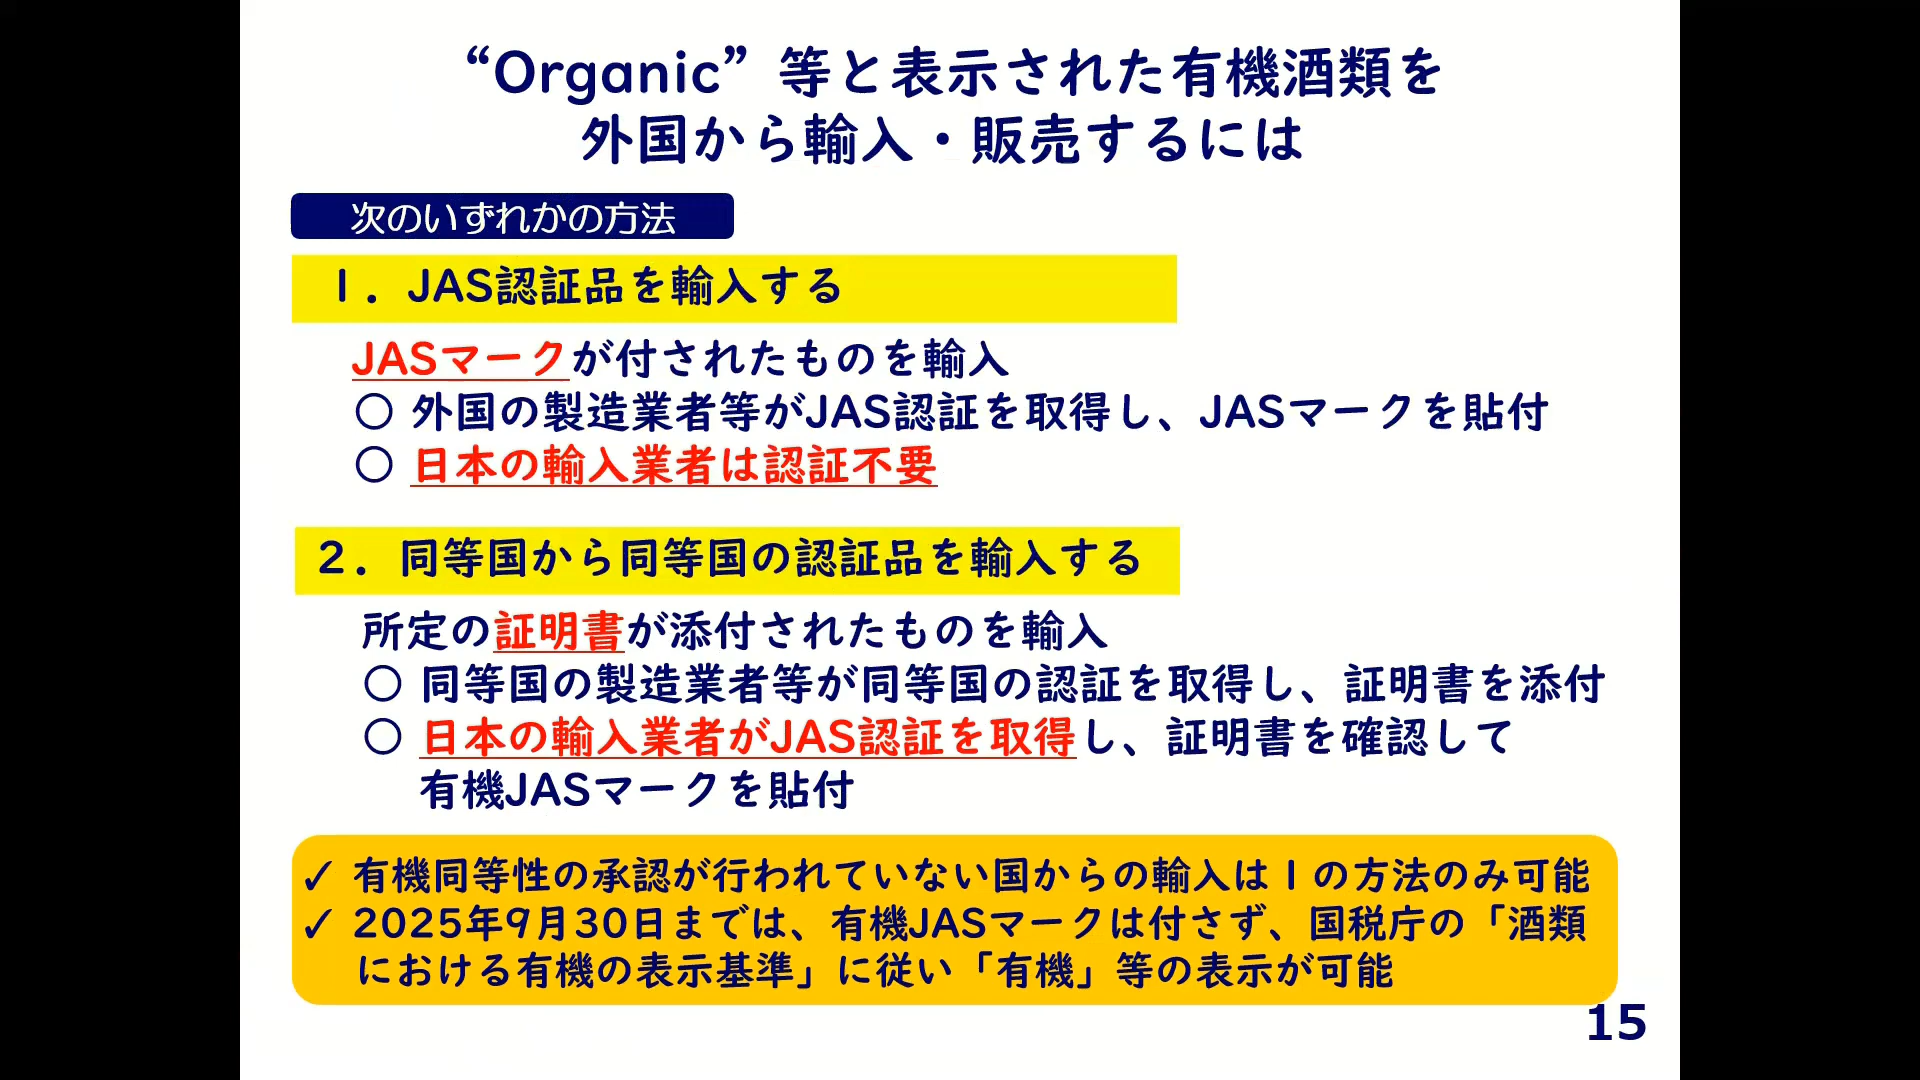 “Organic”等と表示された有機酒類を
外国から輸入・販売するには
次のいずれかの方法
1．JAS認証品を輸入する
JASマークが付されたものを輸入
○ 外国の製造業者等がJAS認証を取得し、JASマークを貼付
○ 日本の輸入業者は認証不要
2．同等国から同等国の認証品を輸入する
所定の証明書が添付されたものを輸入
○ 同等国の製造業者等が同等国の認証を取得し、証明書を添付
○ 日本の輸入業者がJAS認証を取得し、証明書を確認して
有機JASマークを貼付
✓ 有機同等性の承認が行われていない国からの輸入は1の方法のみ可能
✓ 2025年9月30日までは、有機JASマークは付さず、国税庁の「酒類
における有機の表示基準」に従い「有機」等の表示が可能
15